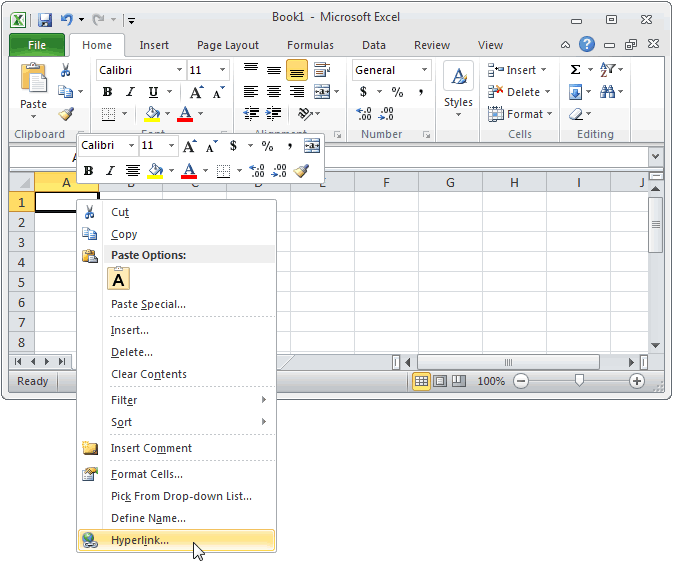 Book1 - Microsoft Excel
File Home Insert Page Layout Formulas Data Review View
Calibri 11 General Insert Σ
Paste B I U A A $ % , Styles Delete
A Format
Clipboard Font Alignment Number Cells Editing
Calibri 11 A A $ % ,
B I A
A B C D E F G H I J
1
2
3
4
5
6
7
8
Cut
Copy
Paste Options:
A
Paste Special...
Insert...
Delete...
Clear Contents
Filter
Sort
Insert Comment
Format Cells...
Pick From Drop-down List...
Define Name...
Hyperlink...
Ready 100%